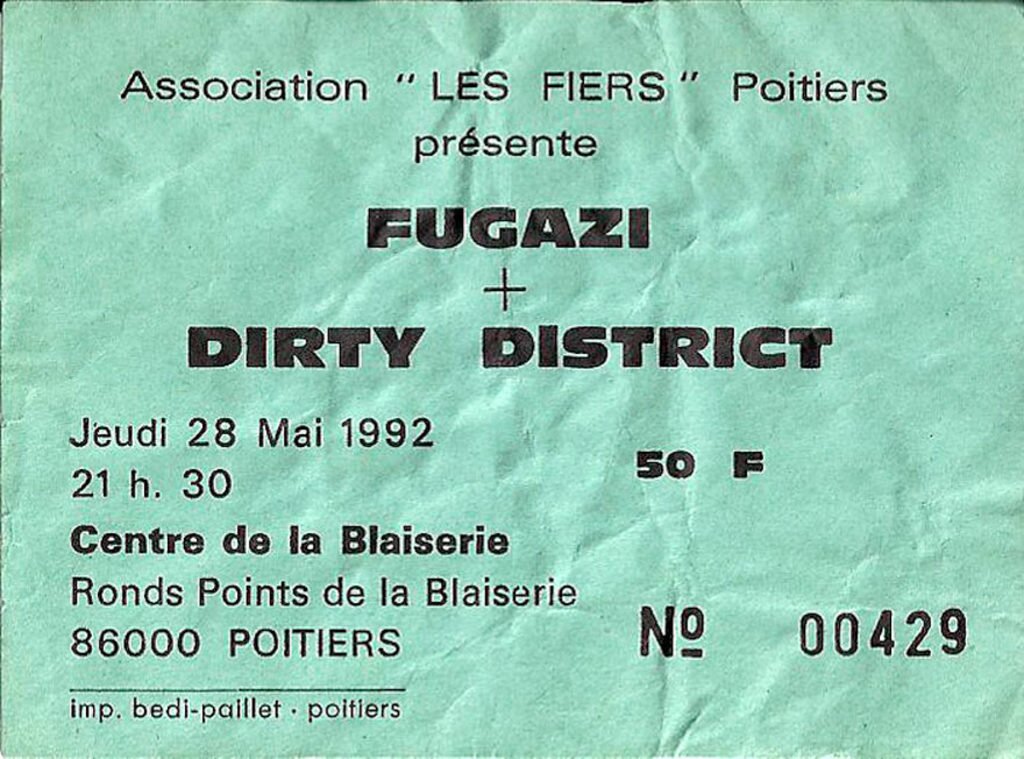 Association " LES FIERS " Poitiers
présente
FUGAZI
+
DIRTY DISTRICT
Jeudi 28 Mai 1992
21 h. 30
50 F
Centre de la Blaiserie
Ronds Points de la Blaiserie
86000 POITIERS
Nº 00429
imp. bedi-paillet · poitiers